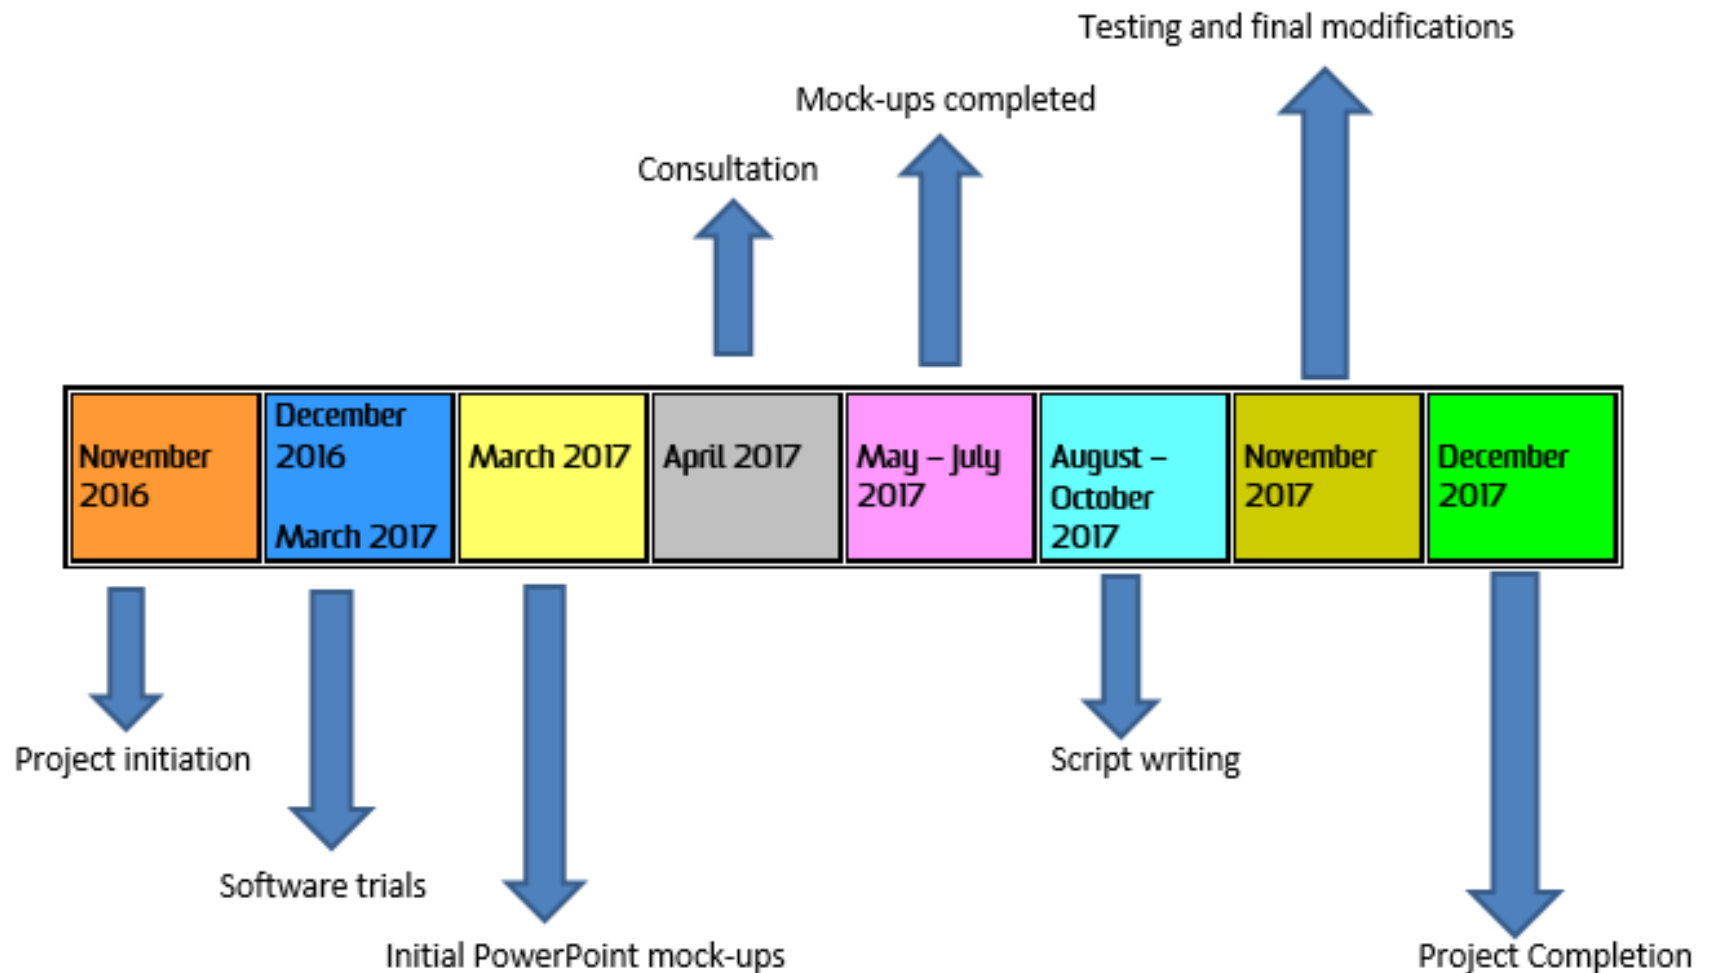 Testing and final modifications
Mock-ups completed
Consultation
November
2016
December
2016
March 2017
March 2017
April 2017
May – July
2017
August –
October
2017
November
2017
December
2017
Project initiation
Script writing
Software trials
Initial PowerPoint mock-ups
Project Completion